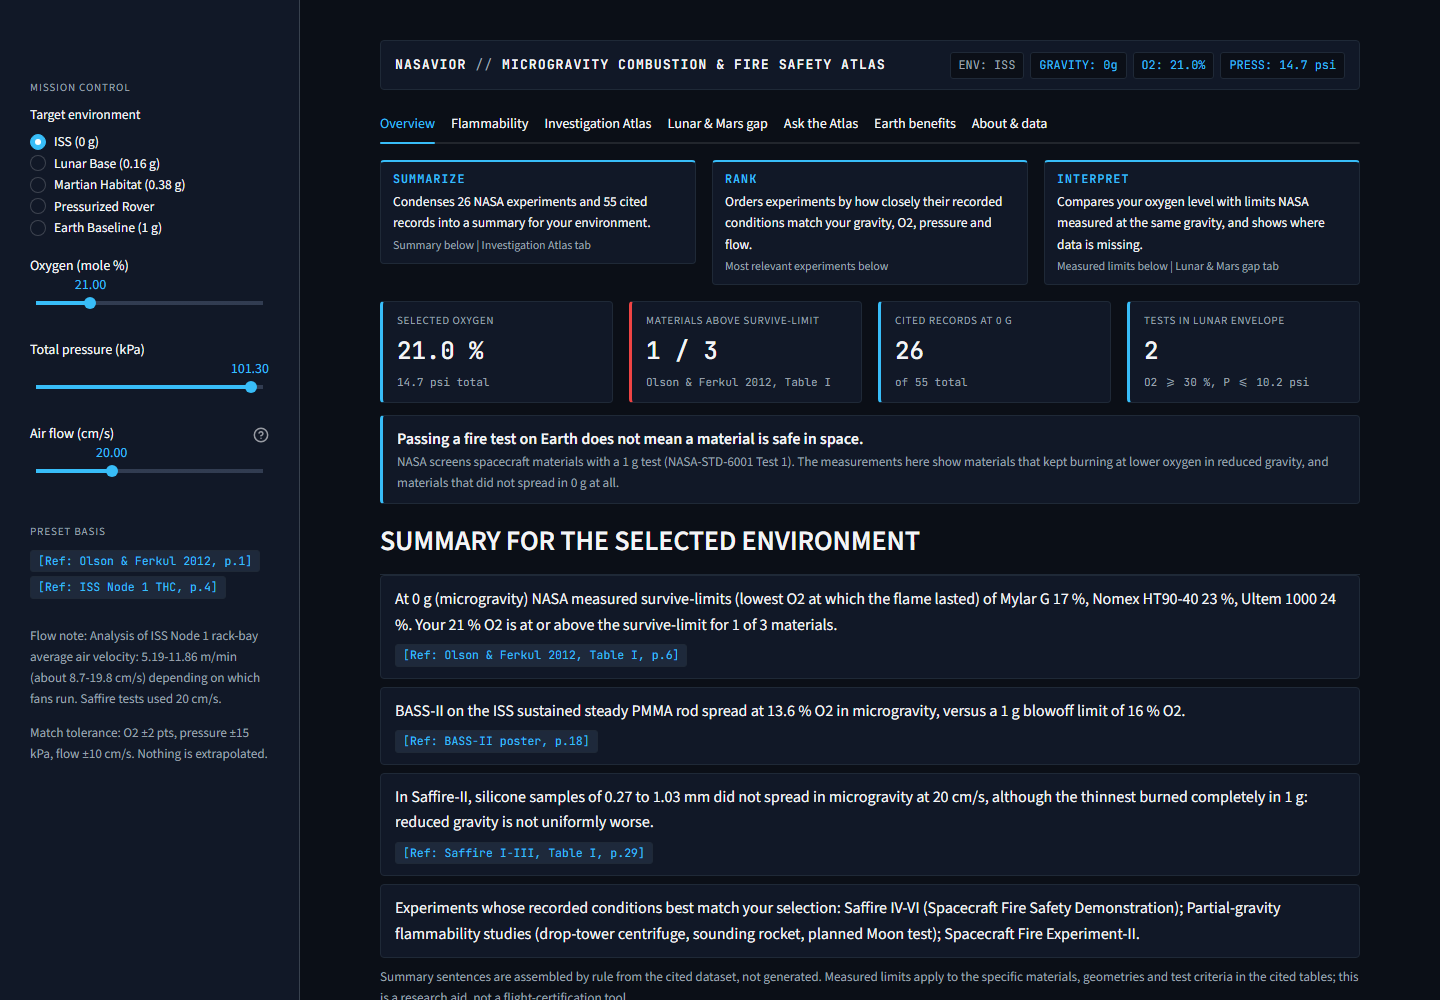 MISSION CONTROL
Target environment
ISS (0 g)
Lunar Base (0.16 g)
Martian Habitat (0.38 g)
Pressurized Rover
Earth Baseline (1 g)
Oxygen (mole %)
21.00
Total pressure (kPa)
101.30
Air flow (cm/s)
?
20.00
PRESET BASIS
[Ref: Olson & Ferkul 2012, p.1]
[Ref: ISS Node 1 THC, p.4]
Flow note: Analysis of ISS Node 1 rack-bay
average air velocity: 5.19-11.86 m/min
(about 8.7-19.8 cm/s) depending on which
fans run. Saffire tests used 20 cm/s.
Match tolerance: O2 ±2 pts, pressure ±15
kPa, flow ±10 cm/s. Nothing is extrapolated.
NASAVIOR // MICROGRAVITY COMBUSTION & FIRE SAFETY ATLAS
ENV: ISS
GRAVITY: 0g
O2: 21.0%
PRESS: 14.7 psi
Overview
Flammability
Investigation Atlas
Lunar & Mars gap
Ask the Atlas
Earth benefits
About & data
SUMMARIZE
Condenses 26 NASA experiments and 55 cited
records into a summary for your environment.
Summary below | Investigation Atlas tab
RANK
Orders experiments by how closely their recorded
conditions match your gravity, O2, pressure and
flow.
Most relevant experiments below
INTERPRET
Compares your oxygen level with limits NASA
measured at the same gravity, and shows where
data is missing.
Measured limits below | Lunar & Mars gap tab
SELECTED OXYGEN
21.0 %
14.7 psi total
MATERIALS ABOVE SURVIVE-LIMIT
1 / 3
Olson & Ferkul 2012, Table I
CITED RECORDS AT 0 G
26
of 55 total
TESTS IN LUNAR ENVELOPE
2
O2 ≥ 30 %, P ≤ 10.2 psi
Passing a fire test on Earth does not mean a material is safe in space.
NASA screens spacecraft materials with a 1 g test (NASA-STD-6001 Test 1). The measurements here show materials that kept burning at lower oxygen in reduced gravity, and
materials that did not spread in 0 g at all.
SUMMARY FOR THE SELECTED ENVIRONMENT
At 0 g (microgravity) NASA measured survive-limits (lowest O2 at which the flame lasted) of Mylar G 17 %, Nomex HT90-40 23 %, Ultem 1000 24
%. Your 21 % O2 is at or above the survive-limit for 1 of 3 materials.
[Ref: Olson & Ferkul 2012, Table I, p.6]
BASS-II on the ISS sustained steady PMMA rod spread at 13.6 % O2 in microgravity, versus a 1 g blowoff limit of 16 % O2.
[Ref: BASS-II poster, p.18]
In Saffire-II, silicone samples of 0.27 to 1.03 mm did not spread in microgravity at 20 cm/s, although the thinnest burned completely in 1 g:
reduced gravity is not uniformly worse.
[Ref: Saffire I-III, Table I, p.29]
Experiments whose recorded conditions best match your selection: Saffire IV-VI (Spacecraft Fire Safety Demonstration); Partial-gravity
flammability studies (drop-tower centrifuge, sounding rocket, planned Moon test); Spacecraft Fire Experiment-II.
Summary sentences are assembled by rule from the cited dataset, not generated. Measured limits apply to the specific materials, geometries and test criteria in the cited tables; this
is a research aid, not a flight-certification tool.